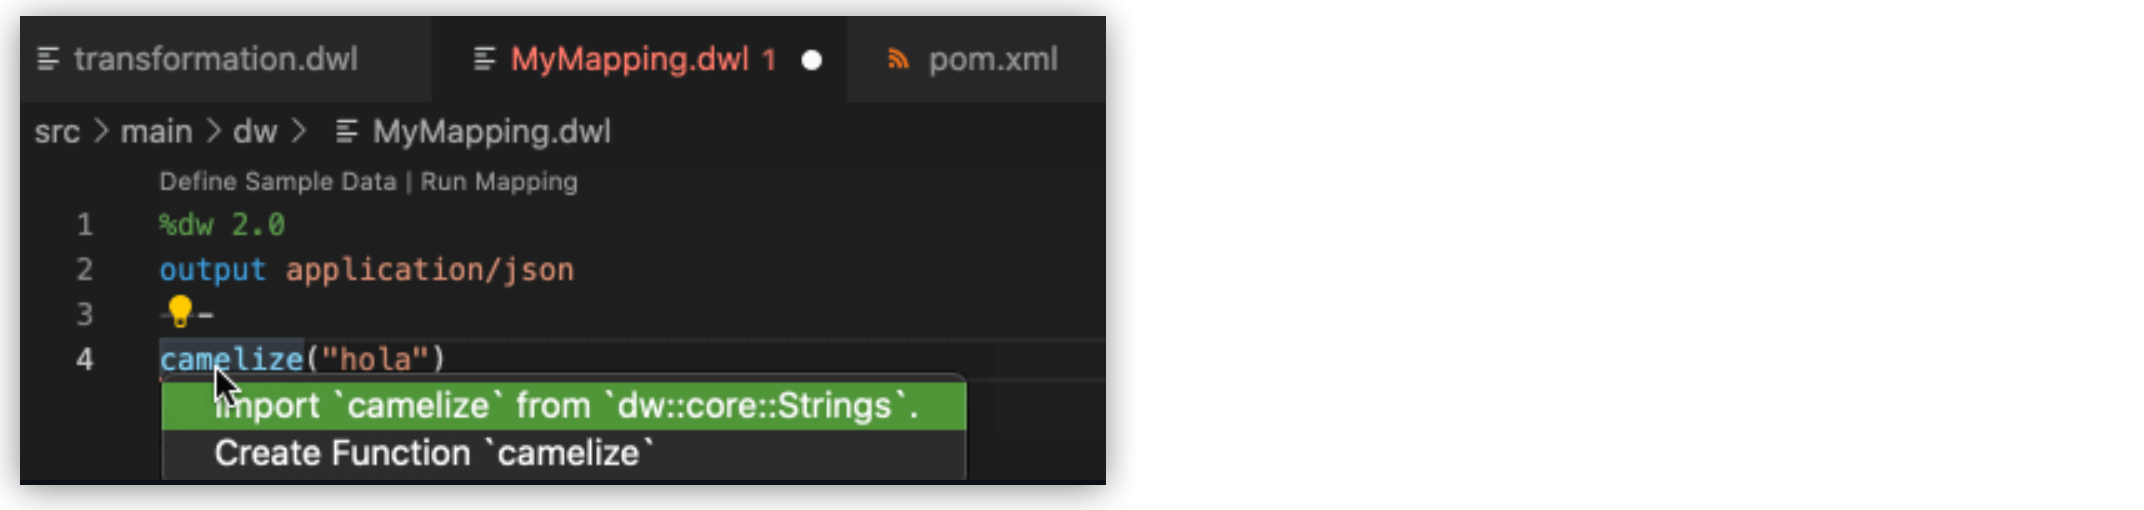 transformation.dwl MyMapping.dwl 1 pom.xml
src > main > dw > MyMapping.dwl
Define Sample Data | Run Mapping
1 %dw 2.0
2 output application/json
3 ---
4 camelize("hola")
Import `camelize` from `dw::core::Strings`.
Create Function `camelize`